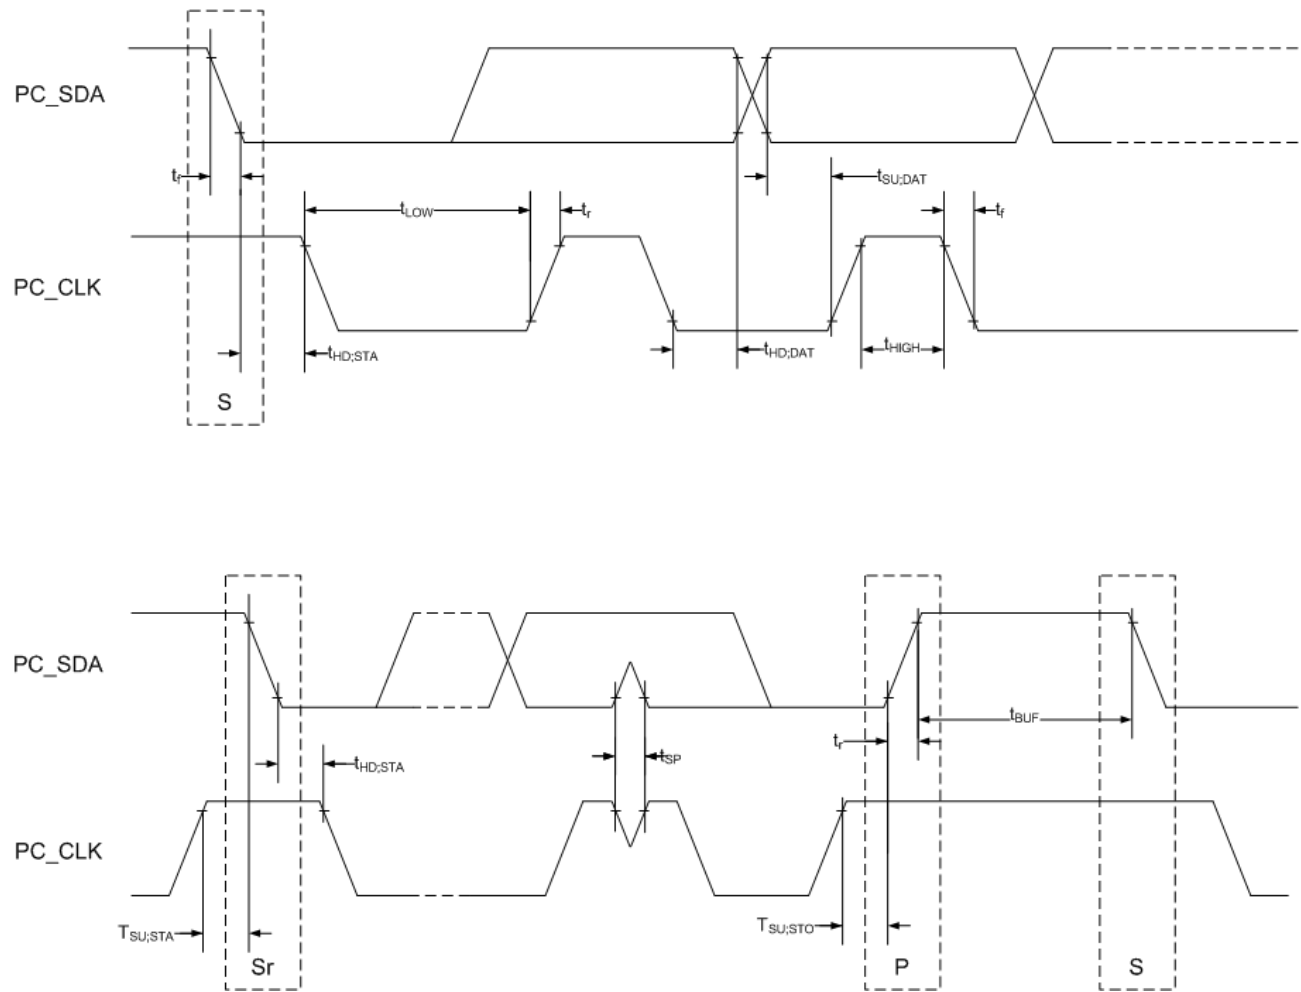 PC_SDA
t_f
t_SU;DAT
t_LOW
t_r
t_f
PC_CLK
t_HD;STA
t_HD;DAT
t_HIGH
S
PC_SDA
t_BUF
t_r
t_HD;STA
t_SP
PC_CLK
T_SU;STA
T_SU;STO
Sr
P
S